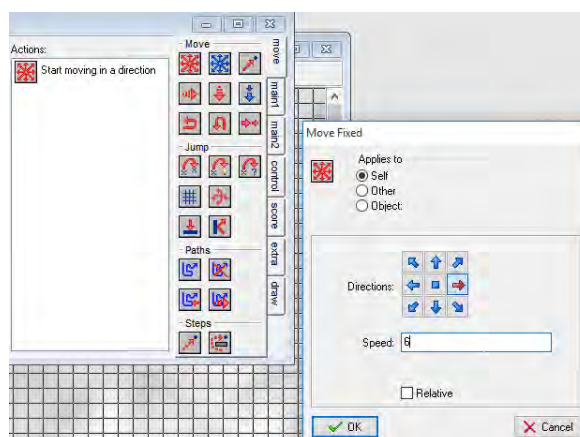 Actions:
Start moving in a direction
Move
Jump
Paths
Steps
move
main1
main2
control
score
extra
draw
Move Fixed
Applies to
Self
Other
Object:
Directions:
Speed: 6
Relative
OK
Cancel